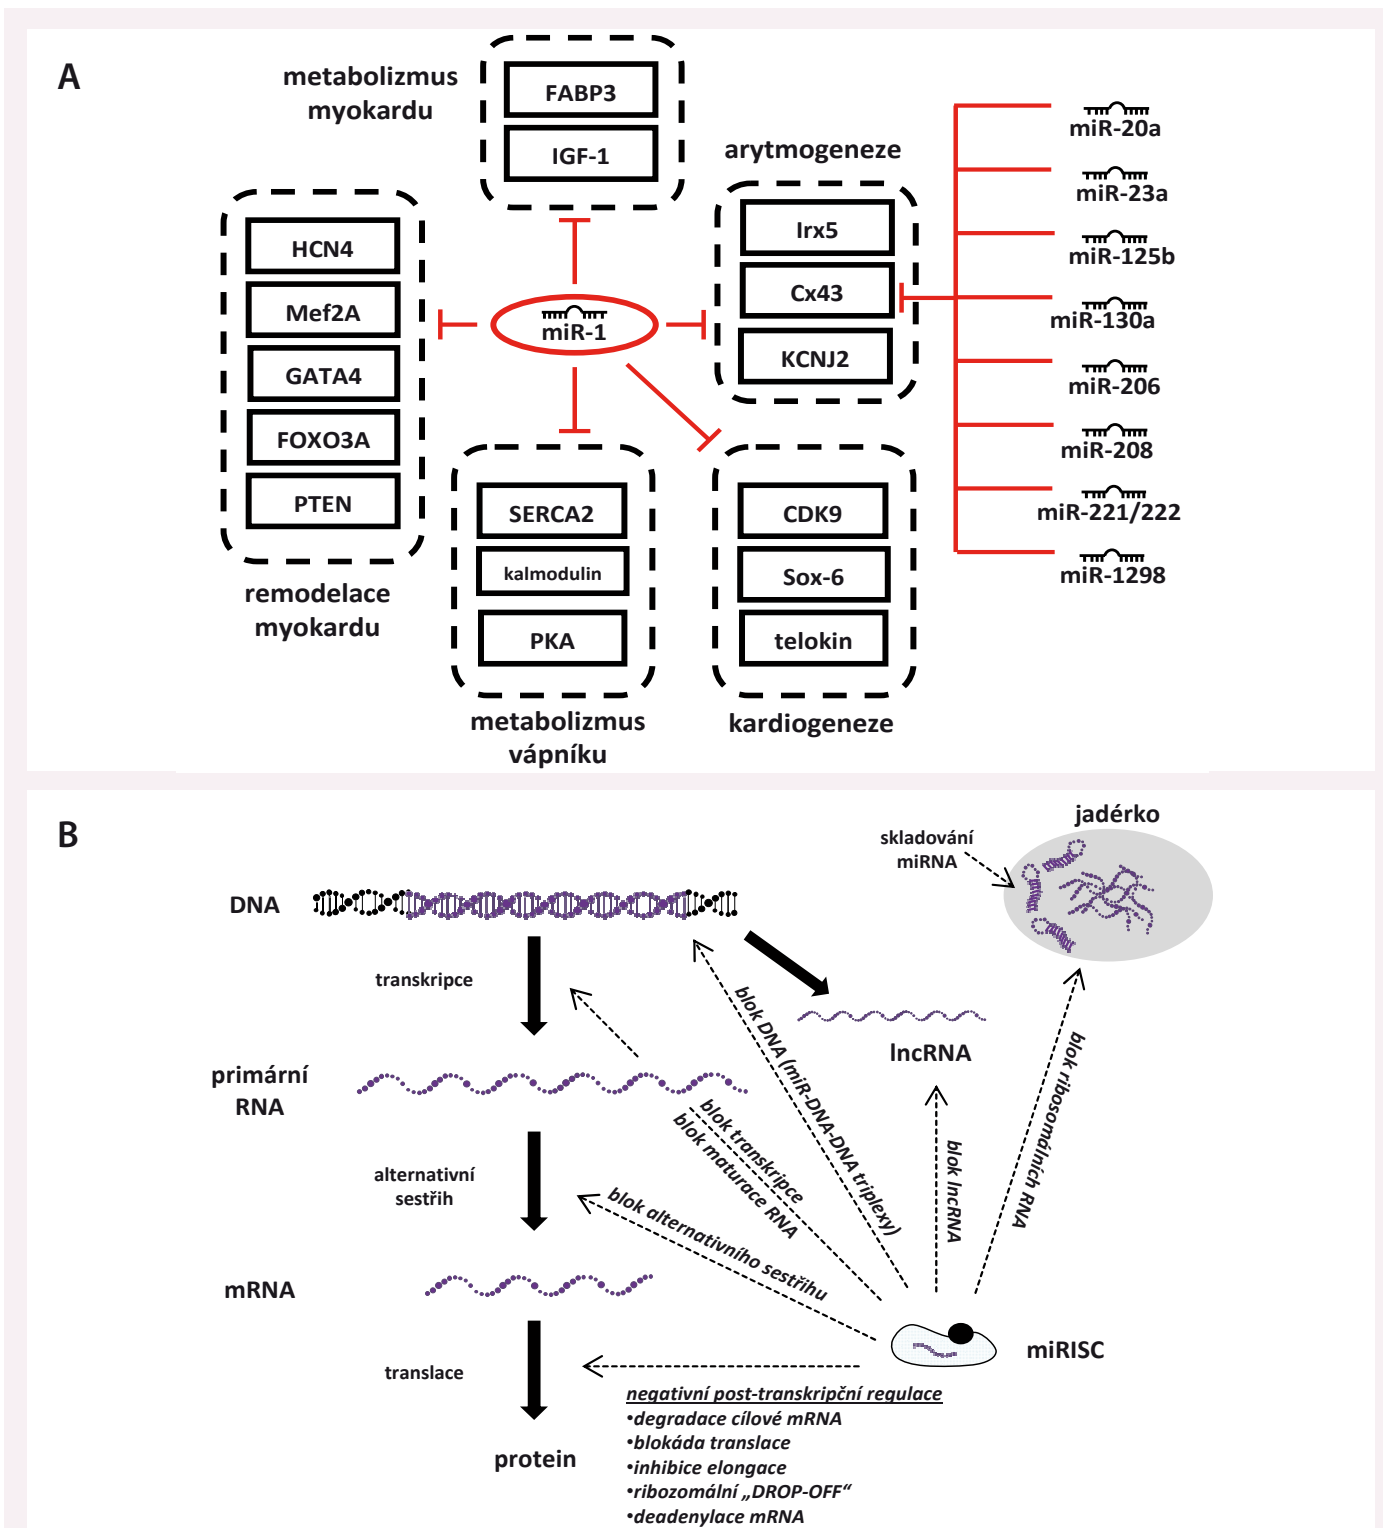 A
metabolizmus
myokardu
FABP3
IGF-1
HCN4
Mef2A
GATA4
FOXO3A
PTEN
remodelace
myokardu
miR-1
arytmogeneze
Irx5
Cx43
KCNJ2
SERCA2
kalmodulin
PKA
metabolizmus
vápníku
CDK9
Sox-6
telokin
kardiogeneze
miR-20a
miR-23a
miR-125b
miR-130a
miR-206
miR-208
miR-221/222
miR-1298
B
DNA
transkripce
primární
RNA
alternativní
sestřih
mRNA
translace
protein
jadérko
skladování
miRNA
lncRNA
blok DNA (miR-DNA-DNA triplexy)
blok transkripce
blok maturace RNA
blok alternativního sestřihu
blok lncRNA
blok ribosomálních RNA
miRISC
negativní post-transkripční regulace
•degradace cílové mRNA
•blokáda translace
•inhibice elongace
•ribozomální „DROP-OFF“
•deadenylace mRNA